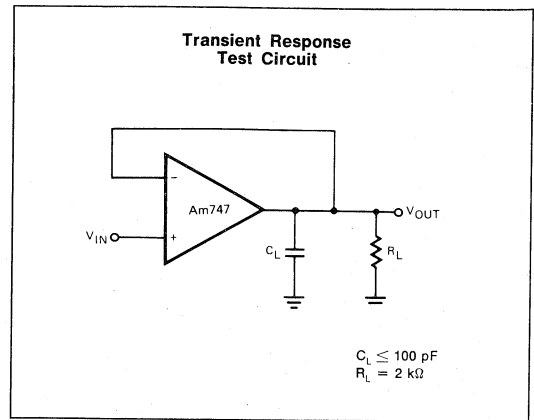 Transient Response
Test Circuit
−
Am747
V_IN
+
V_OUT
C_L
R_L
C_L ≤ 100 pF
R_L = 2 kΩ